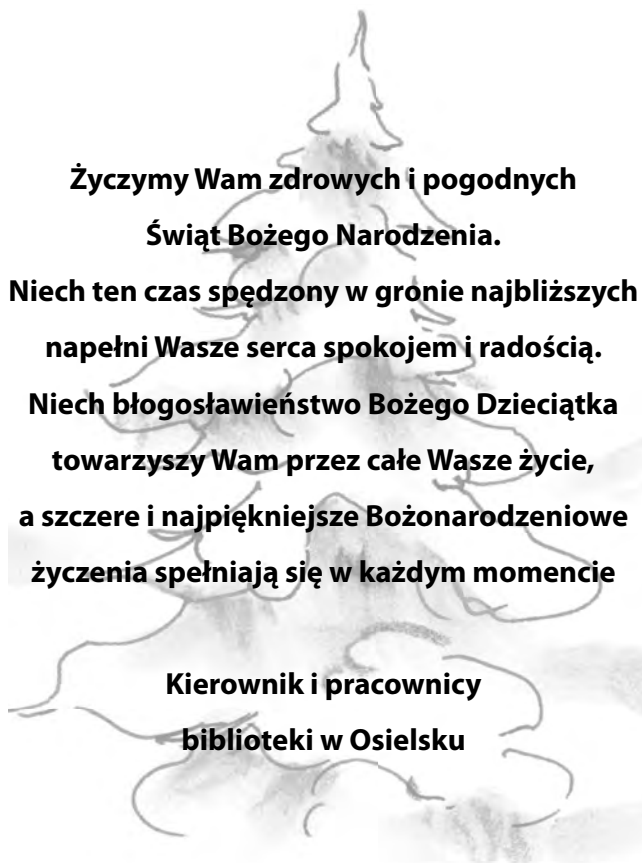 Życzymy Wam zdrowych i pogodnych
Świąt Bożego Narodzenia.
Niech ten czas spędzony w gronie najbliższych
napełni Wasze serca spokojem i radością.
Niech błogosławieństwo Bożego Dzieciątka
towarzyszy Wam przez całe Wasze życie,
a szczere i najpiękniejsze Bożonarodzeniowe
życzenia spełniają się w każdym momencie
Kierownik i pracownicy
biblioteki w Osielsku